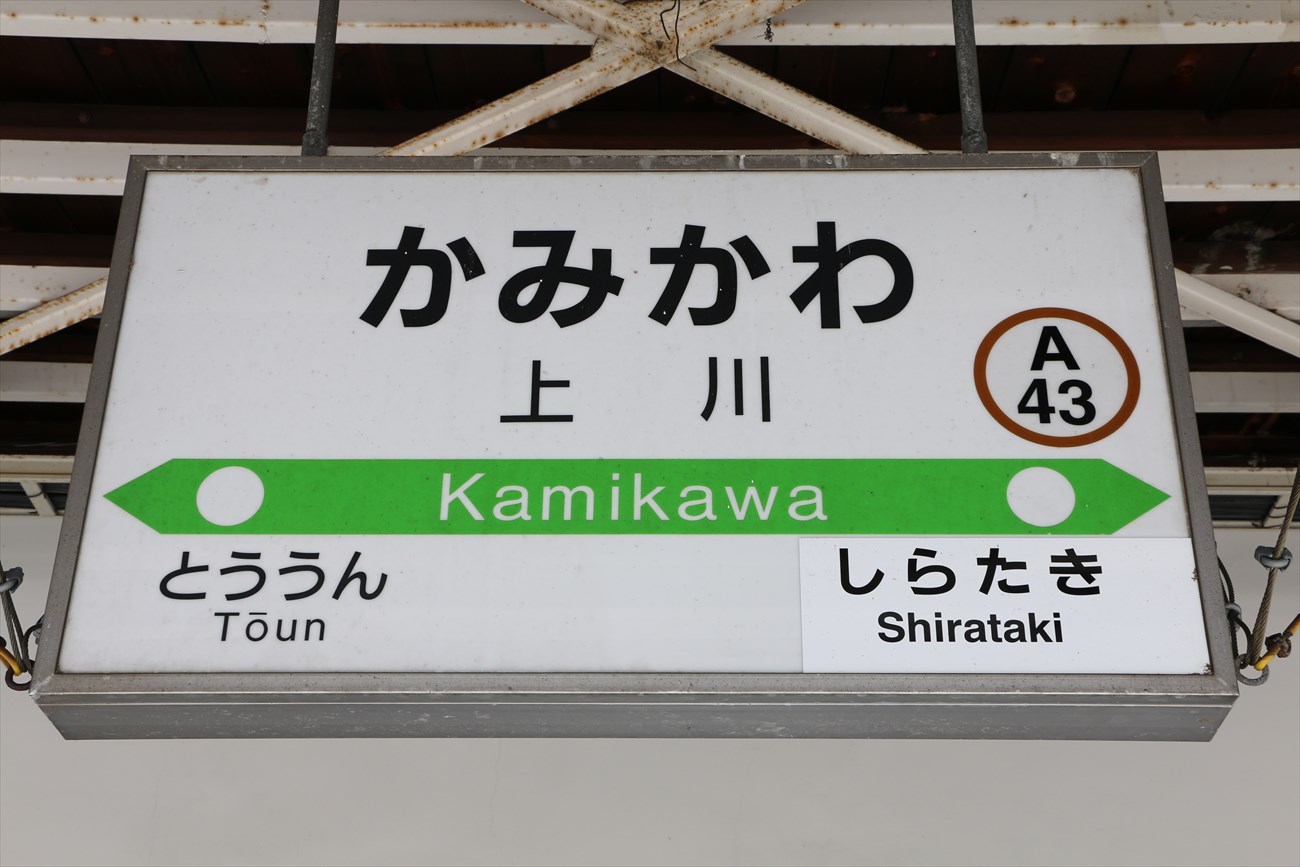 かみかわ
上川
A
43
Kamikawa
とううん
Tōun
しらたき
Shirataki